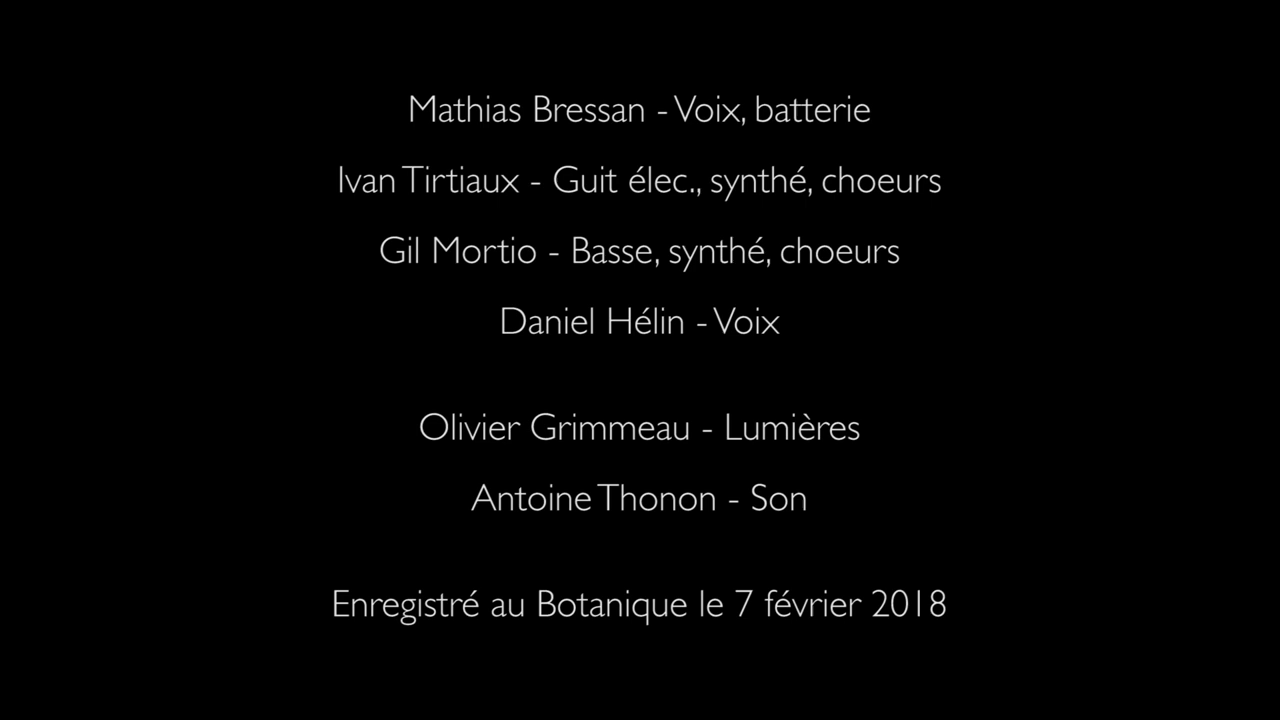 Mathias Bressan - Voix, batterie
Ivan Tirtiaux - Guit élec., synthé, choeurs
Gil Mortio - Basse, synthé, choeurs
Daniel Hélin - Voix
Olivier Grimmeau - Lumières
Antoine Thonon - Son
Enregistré au Botanique le 7 février 2018